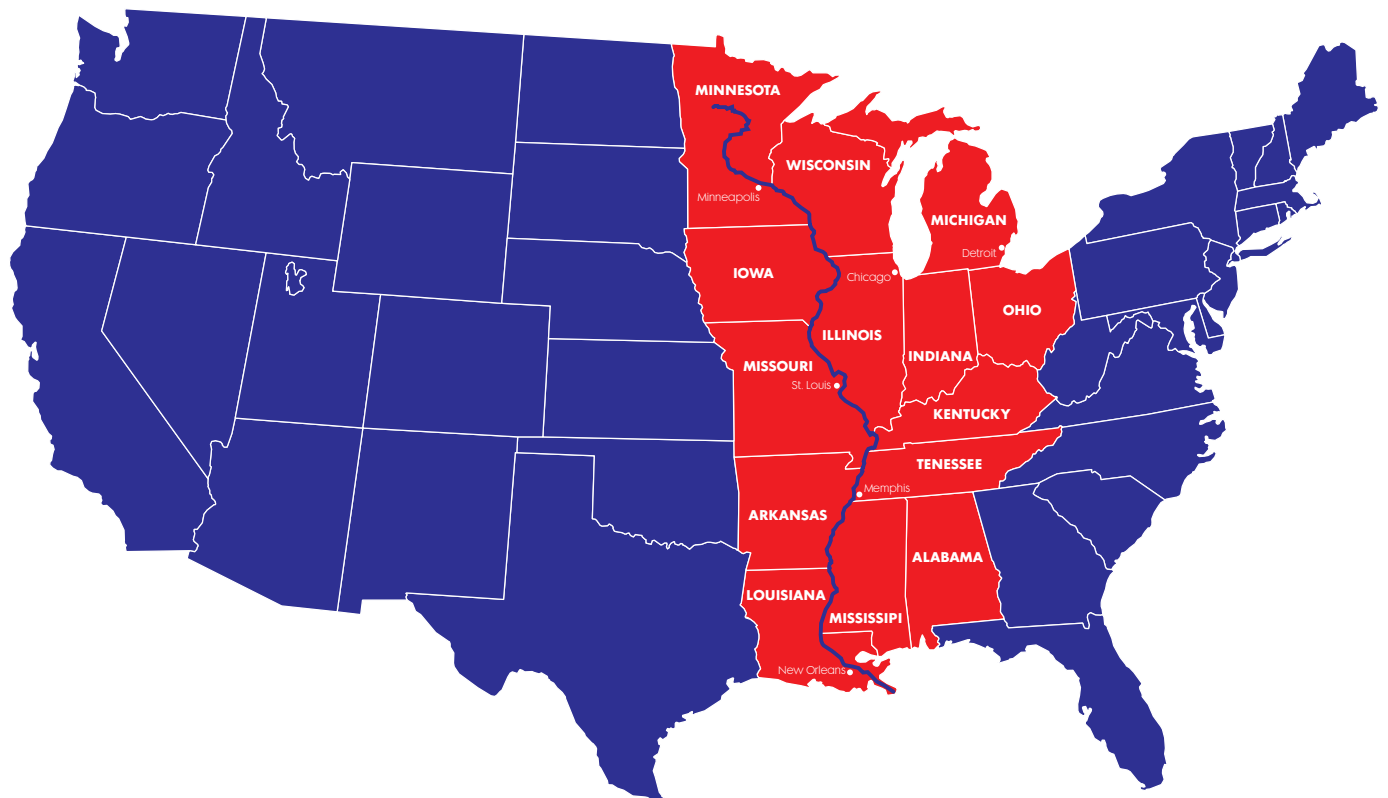 MINNESOTA
WISCONSIN
Minneapolis
MICHIGAN
Detroit
IOWA
Chicago
OHIO
ILLINOIS
INDIANA
MISSOURI
St. Louis
KENTUCKY
TENESSEE
Memphis
ARKANSAS
ALABAMA
LOUISIANA
MISSISSIPI
New Orleans